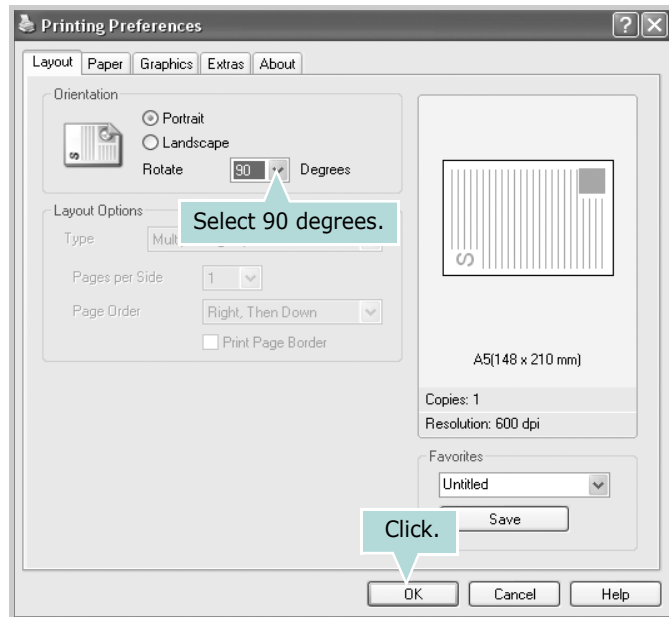 Printing Preferences
Layout Paper Graphics Extras About
Orientation
Portrait
Landscape
Rotate 90 Degrees
Select 90 degrees.
Layout Options
Type
Pages per Side 1
Page Order Right, Then Down
Print Page Border
S
S
A5(148 x 210 mm)
Copies: 1
Resolution: 600 dpi
Favorites
Untitled
Save
Click.
OK Cancel Help